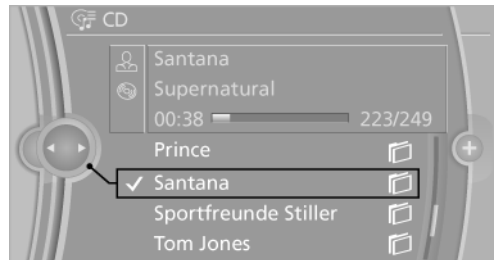 CD
Santana
Supernatural
00:38 223/249
Prince
Santana
Sportfreunde Stiller
Tom Jones